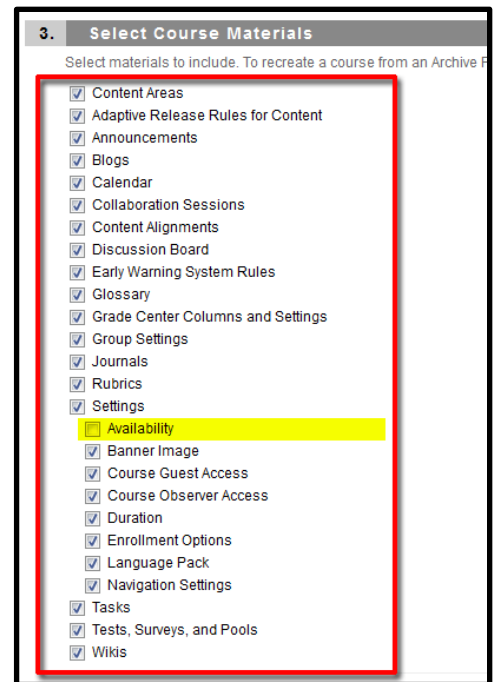 3. Select Course Materials
Select materials to include. To recreate a course from an Archive
Content Areas
Adaptive Release Rules for Content
Announcements
Blogs
Calendar
Collaboration Sessions
Content Alignments
Discussion Board
Early Warning System Rules
Glossary
Grade Center Columns and Settings
Group Settings
Journals
Rubrics
Settings
Availability
Banner Image
Course Guest Access
Course Observer Access
Duration
Enrollment Options
Language Pack
Navigation Settings
Tasks
Tests, Surveys, and Pools
Wikis